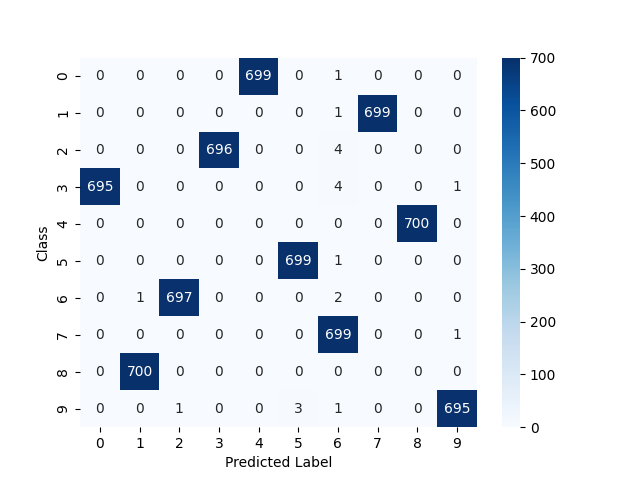 0 0 0 0 0 699 0 1 0 0 0
1 0 0 0 0 0 0 1 699 0 0
2 0 0 0 696 0 0 4 0 0 0
3 695 0 0 0 0 0 4 0 0 1
4 0 0 0 0 0 0 0 0 700 0
5 0 0 0 0 0 699 1 0 0 0
6 0 1 697 0 0 0 2 0 0 0
7 0 0 0 0 0 0 699 0 0 1
8 0 700 0 0 0 0 0 0 0 0
9 0 0 1 0 0 3 1 0 0 695
0 1 2 3 4 5 6 7 8 9
Predicted Label
Class
700
600
500
400
300
200
100
0